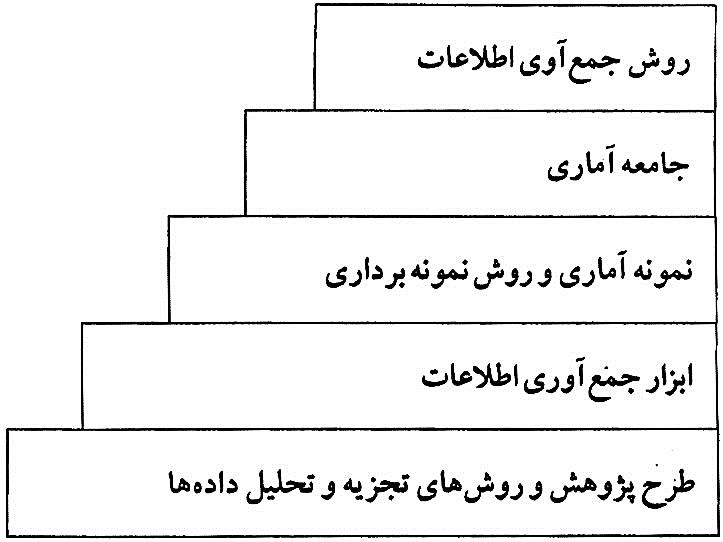 روش جمع‌آوی اطلاعات
جامعه آماری
نمونه آماری و روش نمونه برداری
ابزار جمع‌آوری اطلاعات
طرح پژوهش و روش‌های تجزیه و تحلیل داده‌ها